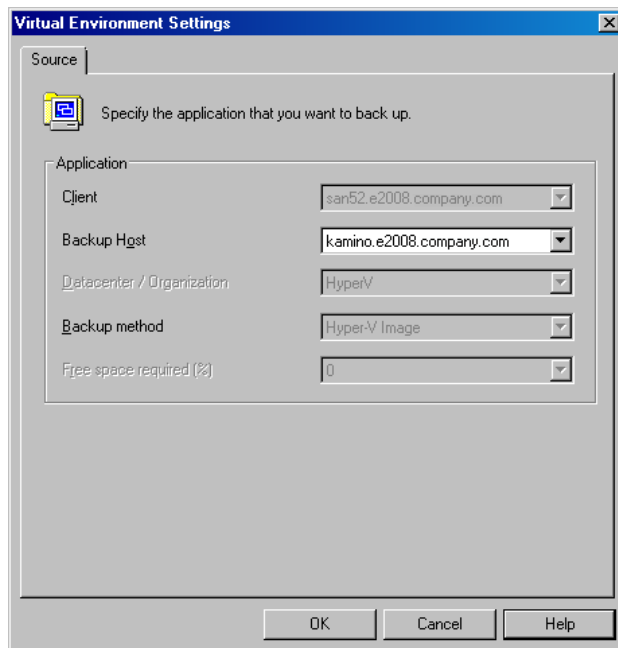 Virtual Environment Settings
Source
Specify the application that you want to back up.
Application
Client san52.e2008.company.com
Backup Host kamino.e2008.company.com
Datacenter / Organization HyperV
Backup method Hyper-V Image
Free space required (%) 0
OK Cancel Help